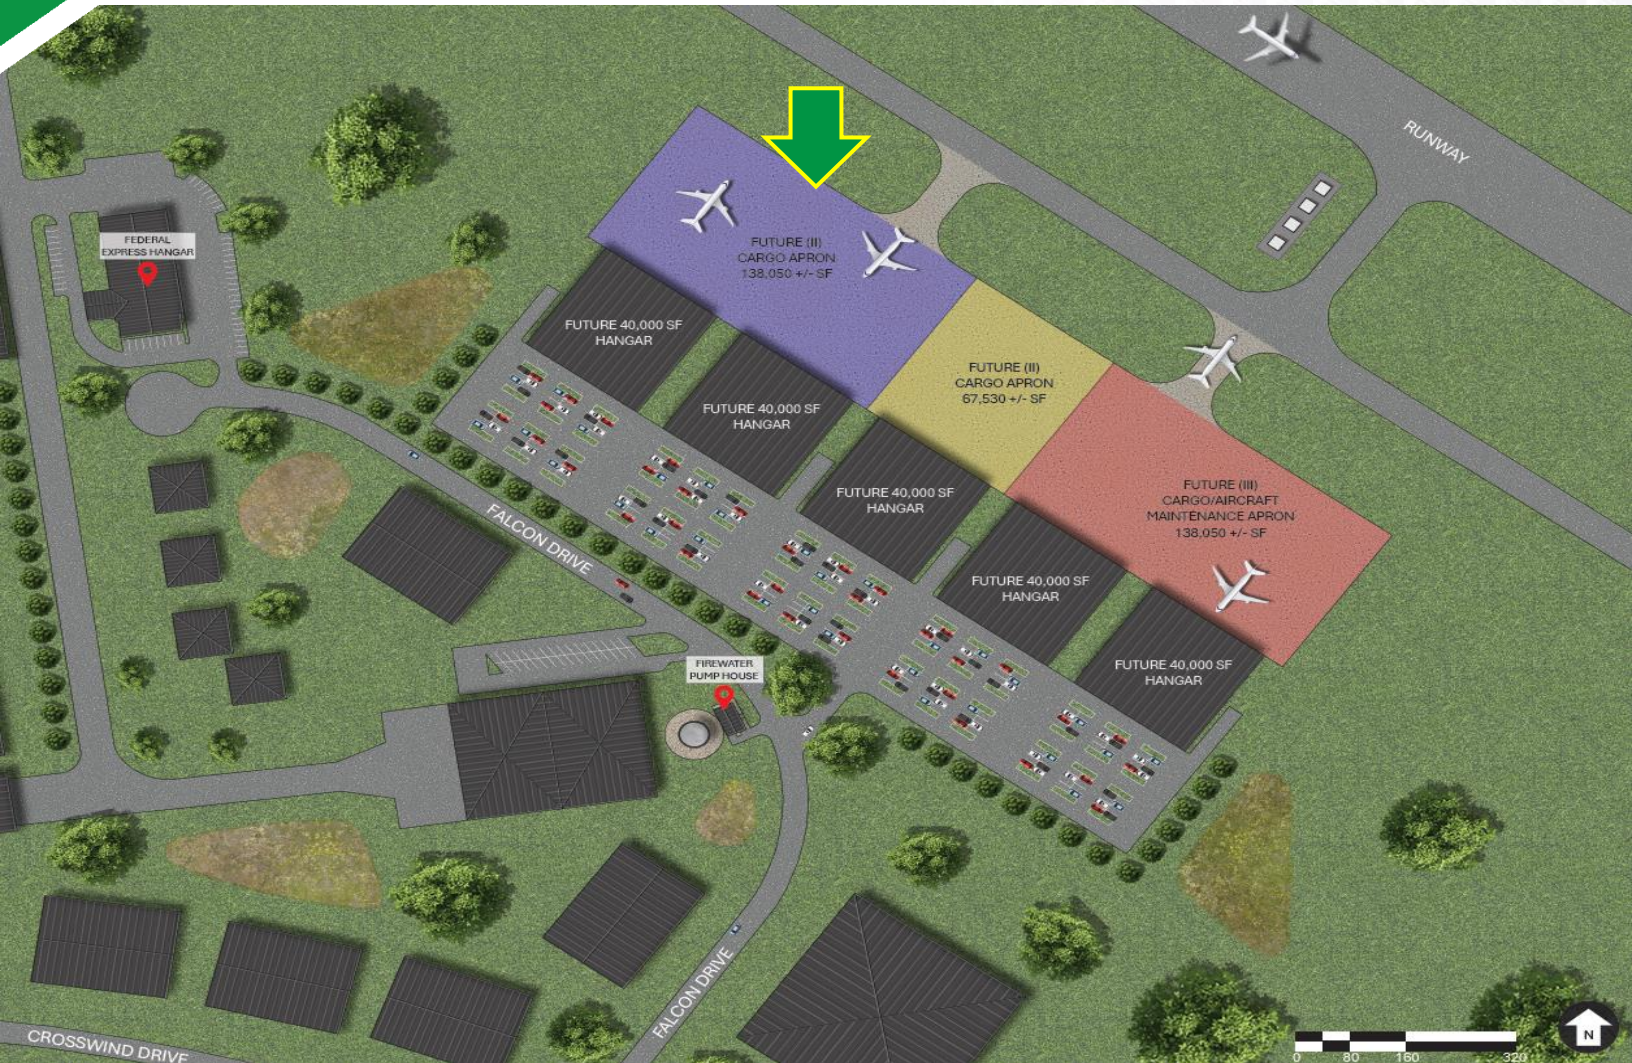 RUNWAY
FEDERAL
EXPRESS HANGAR
FUTURE (II)
CARGO APRON
138,050 +/- SF
FUTURE 40,000 SF
HANGAR
FUTURE (II)
CARGO APRON
67,530 +/- SF
FUTURE 40,000 SF
HANGAR
FUTURE (III)
CARGO/AIRCRAFT
MAINTENANCE APRON
138,050 +/- SF
FUTURE 40,000 SF
HANGAR
FALCON DRIVE
FUTURE 40,000 SF
HANGAR
FIREWATER
PUMP HOUSE
FUTURE 40,000 SF
HANGAR
FALCON DRIVE
CROSSWIND DRIVE
N
0 80 160 320